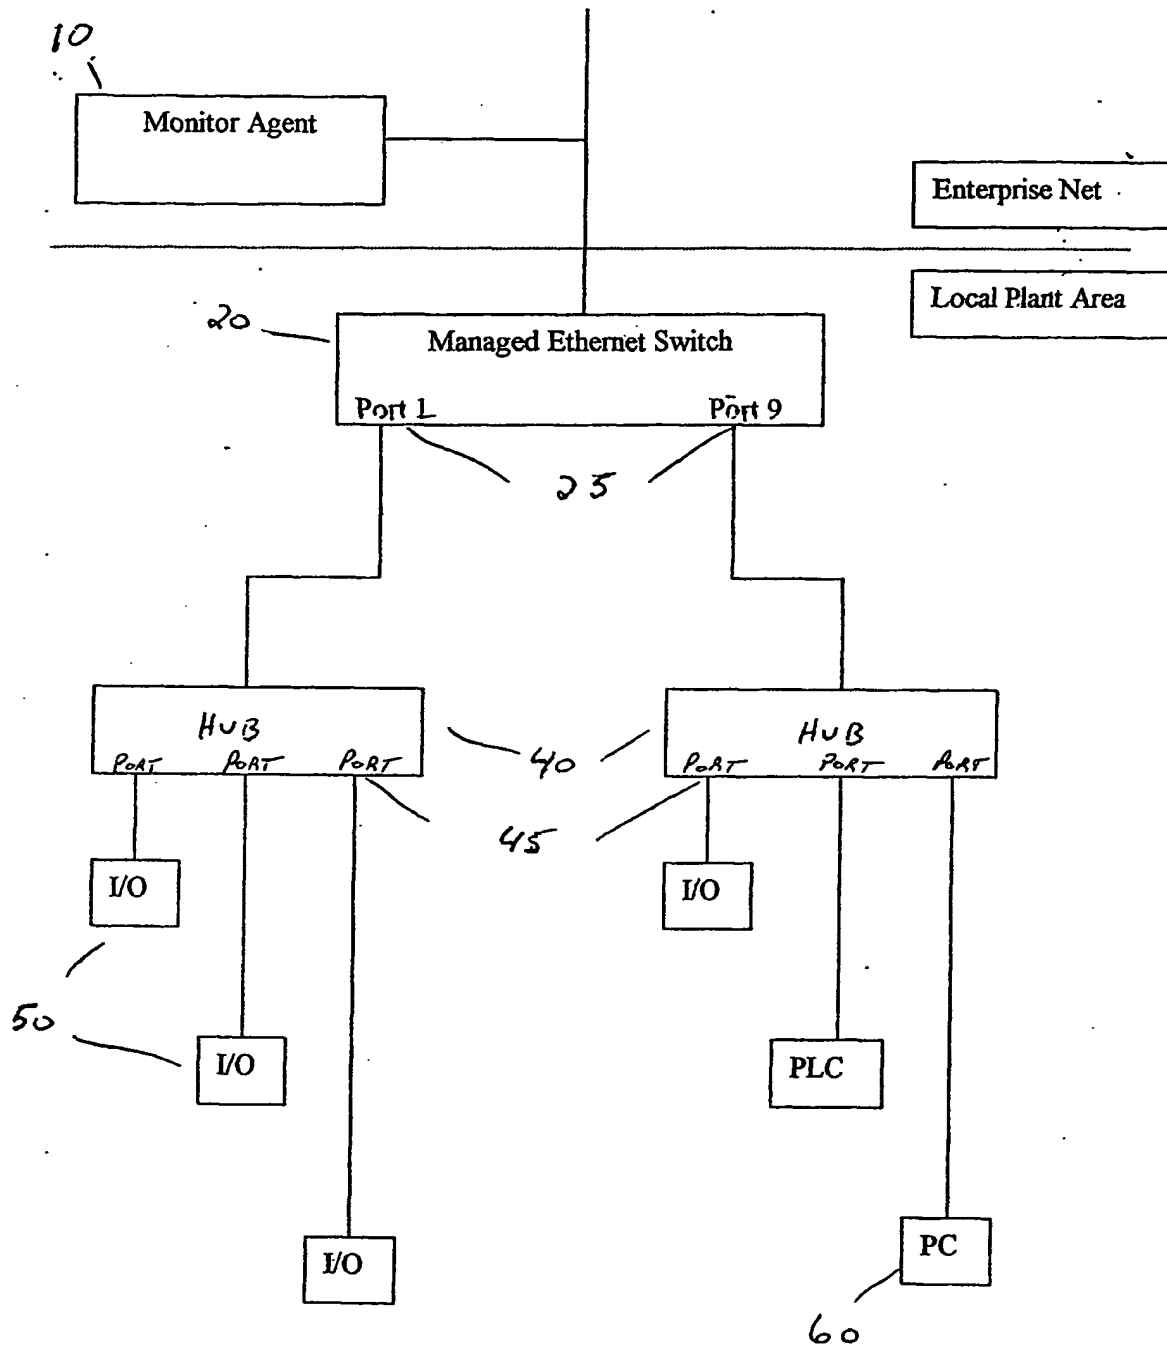 10
Monitor Agent
Enterprise Net
Local Plant Area
20
Managed Ethernet Switch
Port 1
Port 9
25
HUB
HUB
PORT
PORT
PORT
40
PORT
PORT
PORT
45
I/O
I/O
50
I/O
PLC
I/O
PC
60